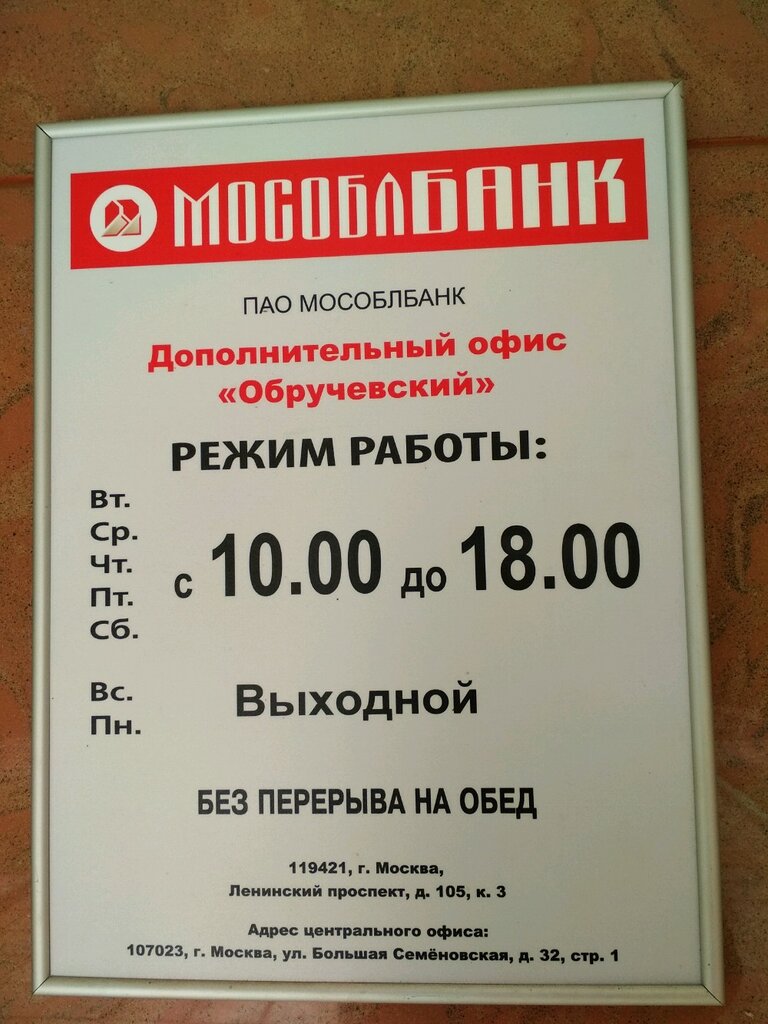 МОСОБЛБАНК
ПАО МОСОБЛБАНК
Дополнительный офис
«Обручевский»
РЕЖИМ РАБОТЫ:
Вт.
Ср.
Чт.
Пт.
Сб.
с 10.00 до 18.00
Вс.
Пн.
Выходной
БЕЗ ПЕРЕРЫВА НА ОБЕД
119421, г. Москва,
Ленинский проспект, д. 105, к. 3
Адрес центрального офиса:
107023, г. Москва, ул. Большая Семёновская, д. 32, стр. 1